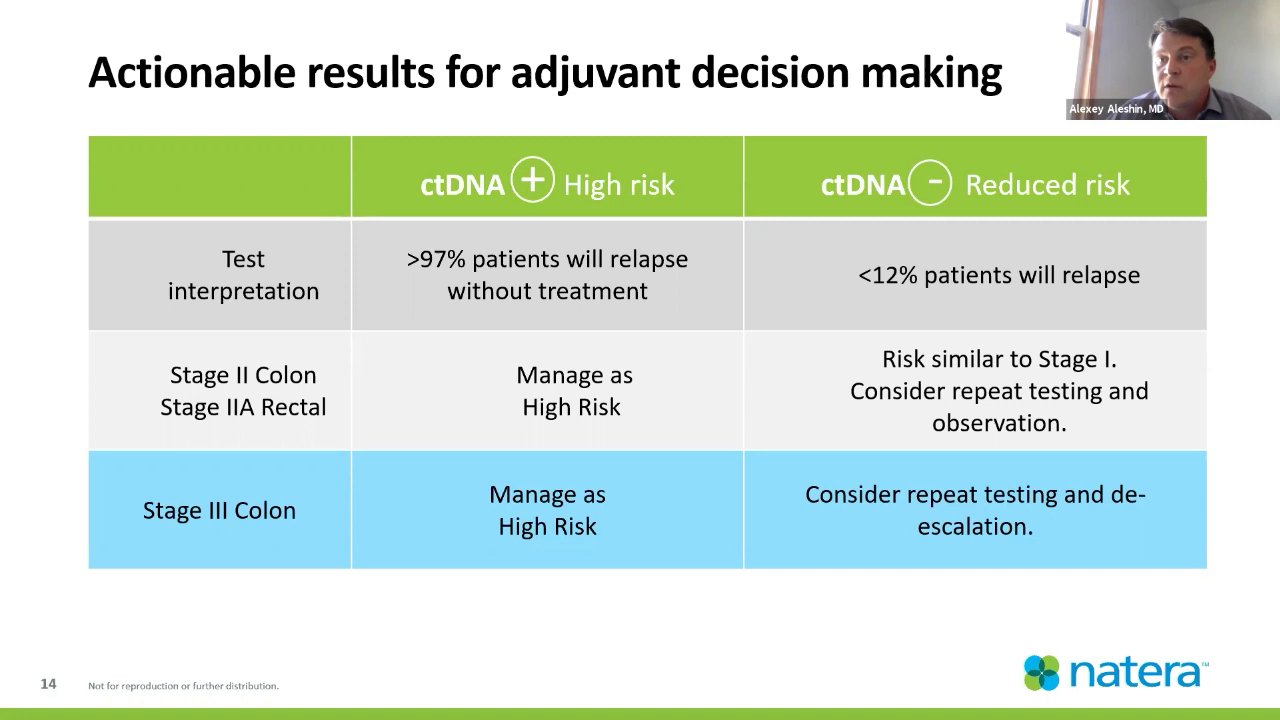 Actionable results for adjuvant decision making
Alexey Aleshin, MD
ctDNA + High risk
ctDNA - Reduced risk
Test
interpretation
>97% patients will relapse
without treatment
<12% patients will relapse
Stage II Colon
Stage IIA Rectal
Manage as
High Risk
Risk similar to Stage I.
Consider repeat testing and
observation.
Stage III Colon
Manage as
High Risk
Consider repeat testing and de-
escalation.
14
Not for reproduction or further distribution.
natera™